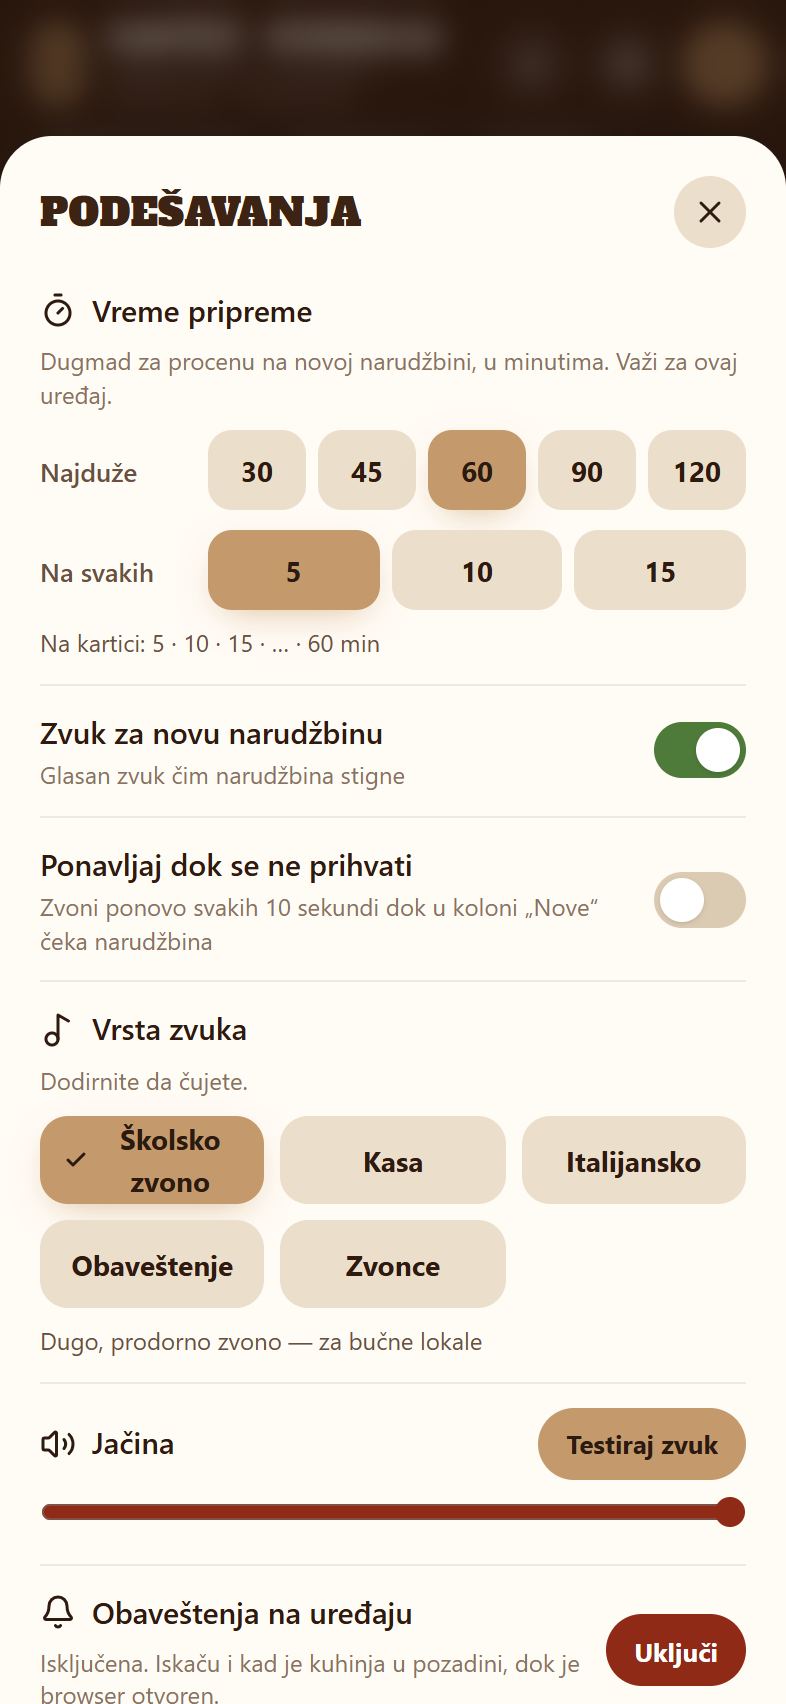 PODEŠAVANJA
Vreme pripreme
Dugmad za procenu na novoj narudžbini, u minutima. Važi za ovaj
uređaj.
Najduže 30 45 60 90 120
Na svakih 5 10 15
Na kartici: 5 · 10 · 15 · ... · 60 min
Zvuk za novu narudžbinu
Glasan zvuk čim narudžbina stigne
Ponavljaj dok se ne prihvati
Zvoni ponovo svakih 10 sekundi dok u koloni „Nove“
čeka narudžbina
Vrsta zvuka
Dodirnite da čujete.
Školsko
zvono
Kasa
Italijansko
Obaveštenje
Zvonce
Dugo, prodorno zvono — za bučne lokale
Jačina
Testiraj zvuk
Obaveštenja na uređaju
Isključena. Iskaču i kad je kuhinja u pozadini, dok je
browser otvoren.
Uključi